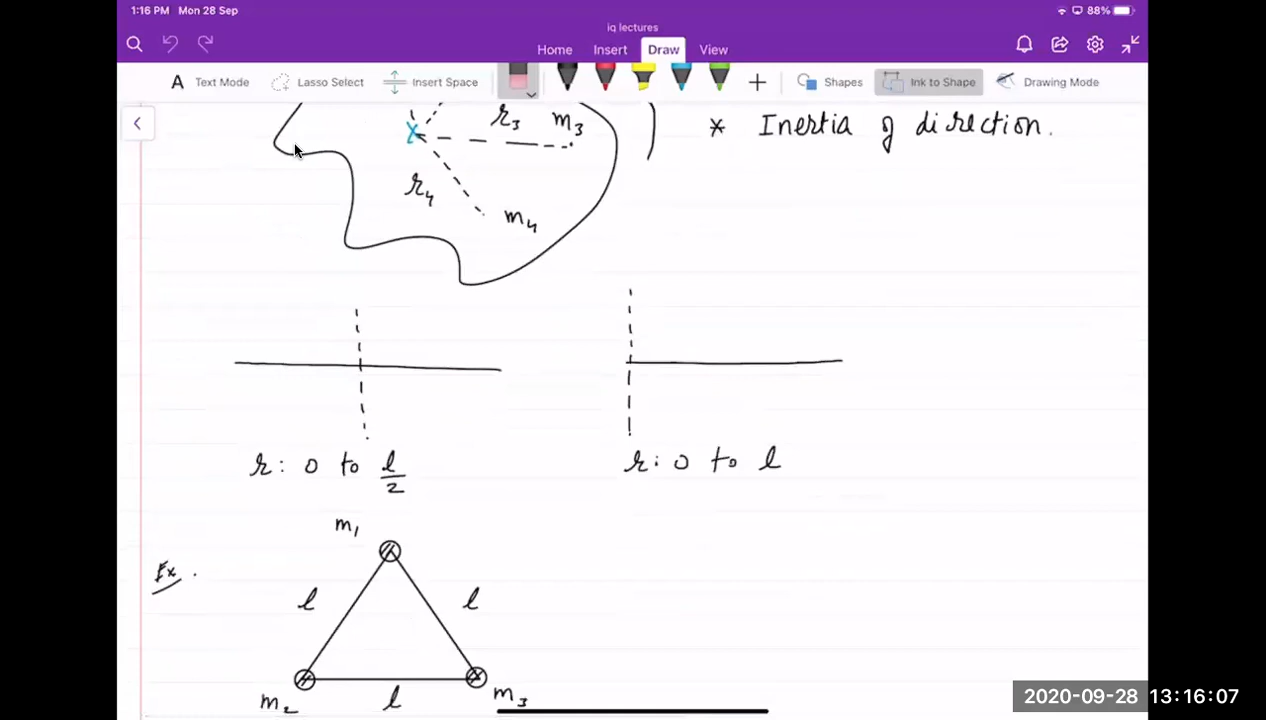 1:16 PM Mon 28 Sep
88%
iq lectures
Home Insert Draw View
A Text Mode Lasso Select Insert Space Shapes Ink to Shape Drawing Mode
r₃ m₃
* Inertia of direction.
r₄
m₄
r: 0 to l/2
r: 0 to l
m₁
Ex.
l l
m₂ l m₃
2020-09-28 13:16:07